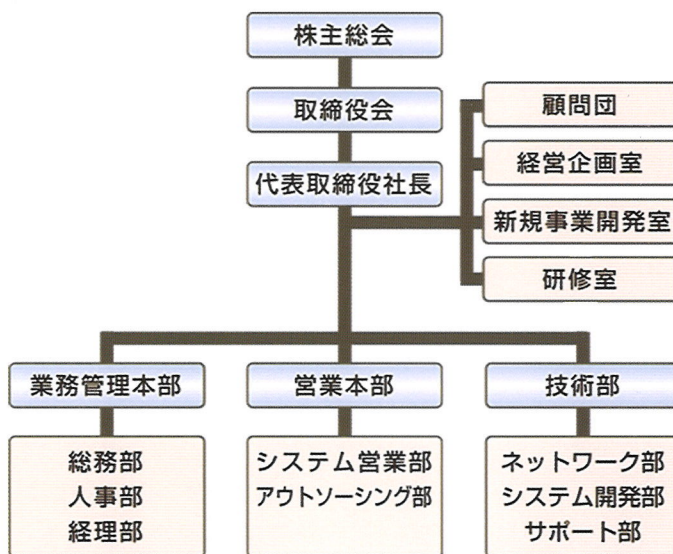 株主総会
取締役会
代表取締役社長
顧問団
経営企画室
新規事業開発室
研修室
業務管理本部
総務部
人事部
経理部
営業本部
システム営業部
アウトソーシング部
技術部
ネットワーク部
システム開発部
サポート部